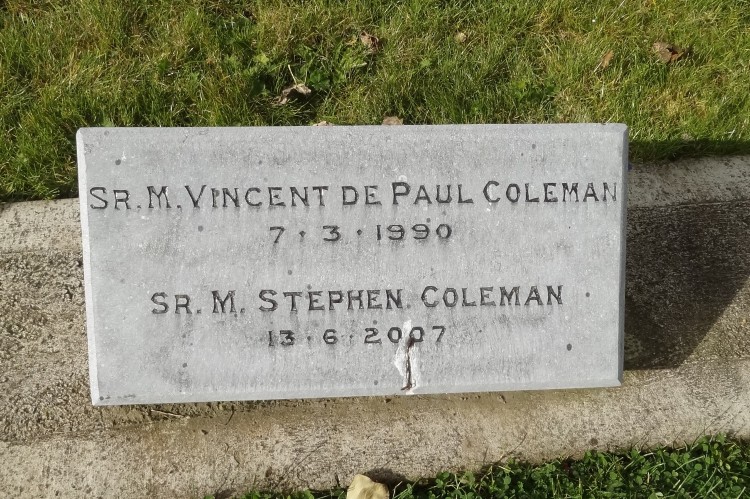 SR. M. VINCENT DE PAUL COLEMAN
7 · 3 · 1990
SR. M. STEPHEN COLEMAN
13 · 6 · 2007